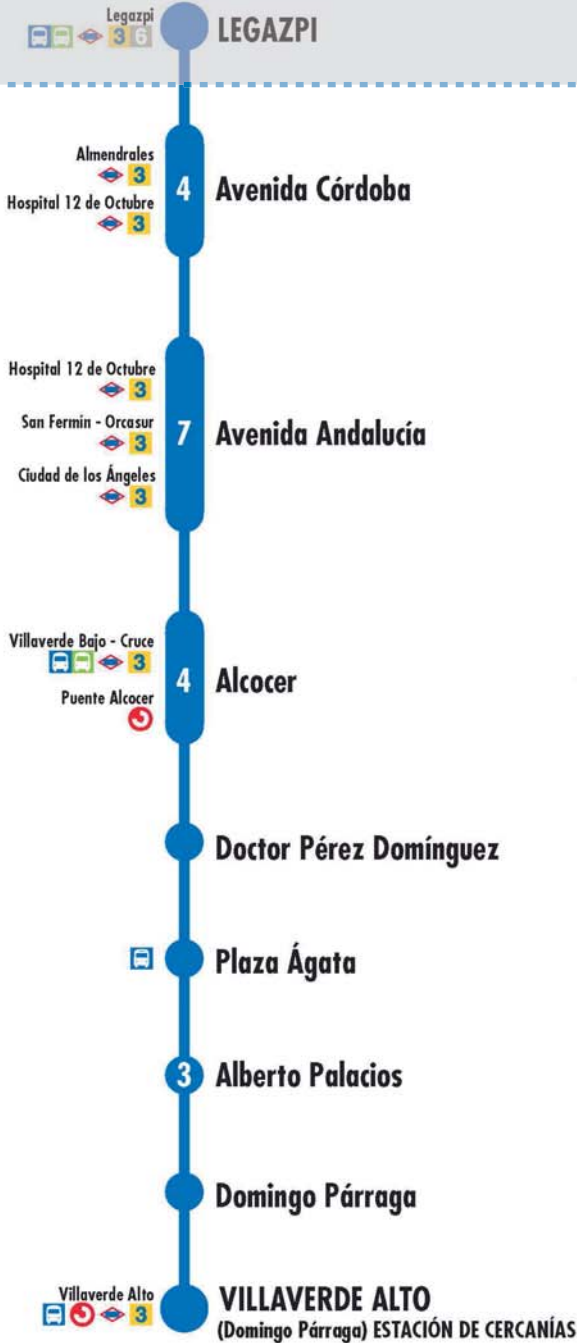 Legazpi
3 6
LEGAZPI
Almendrales
3
Hospital 12 de Octubre
3
4
Avenida Córdoba
Hospital 12 de Octubre
3
San Fermín - Orcasur
3
Ciudad de los Ángeles
3
7
Avenida Andalucía
Villaverde Bajo - Cruce
3
Puente Alcocer
4
Alcocer
Doctor Pérez Domínguez
Plaza Ágata
3
Alberto Palacios
Domingo Párraga
Villaverde Alto
3
VILLAVERDE ALTO
(Domingo Párraga) ESTACIÓN DE CERCANÍAS